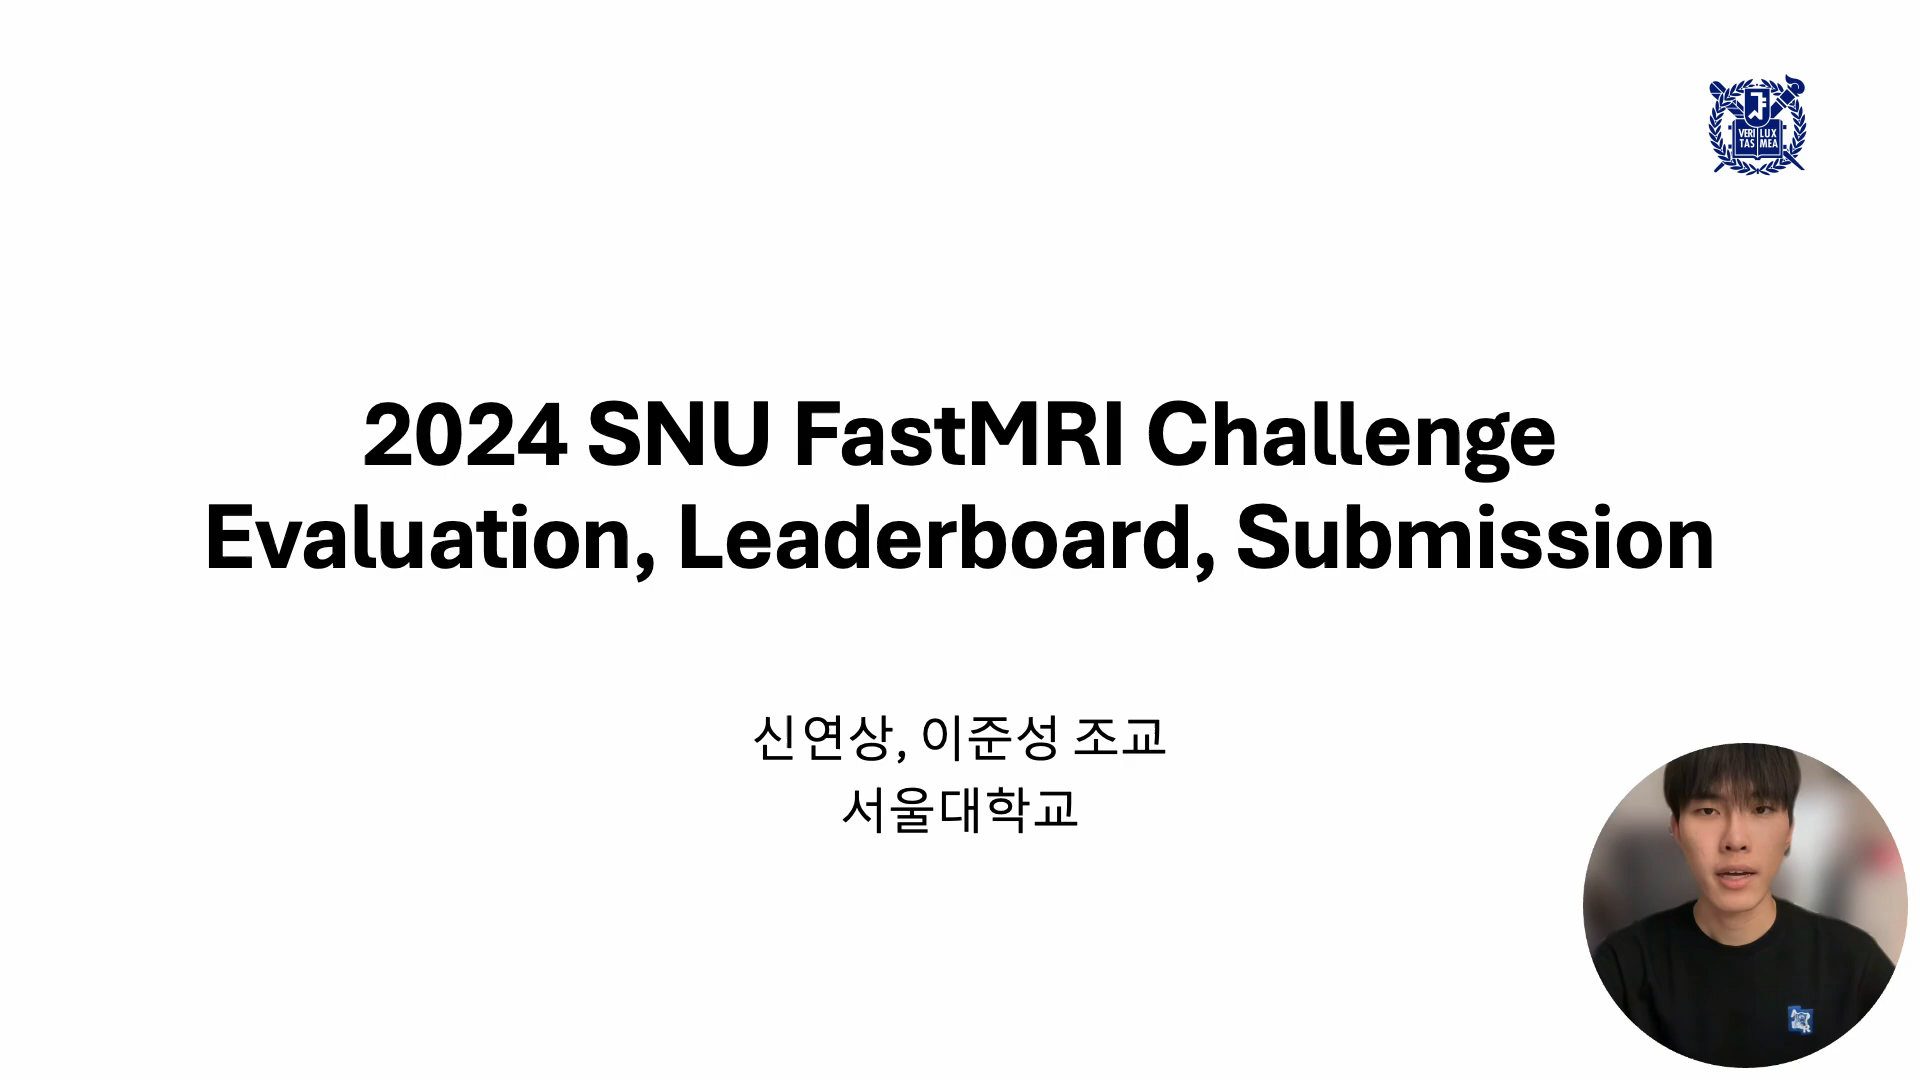 VERI LUX
TAS MEA
2024 SNU FastMRI Challenge
Evaluation, Leaderboard, Submission
신연상, 이준성 조교
서울대학교